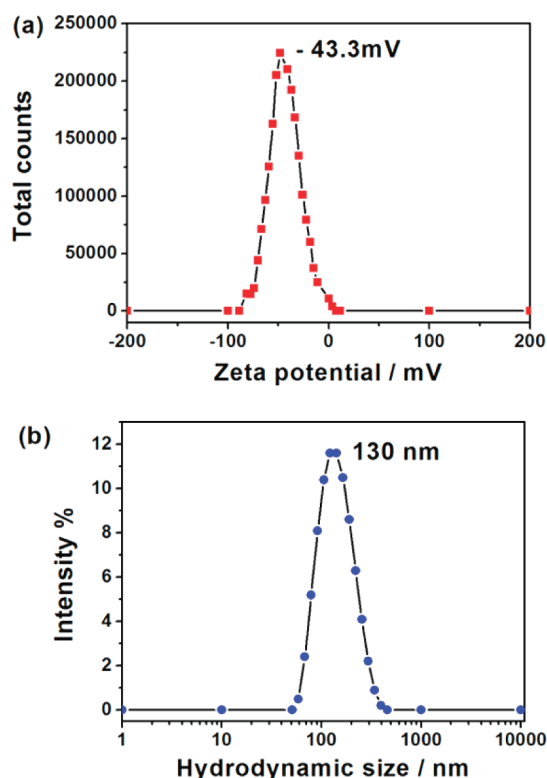 (a)
250000
- 43.3mV
200000
150000
100000
50000
0
Total counts
-200
-100
0
100
200
Zeta potential / mV
(b)
12
130 nm
10
8
6
4
2
0
Intensity %
1
10
100
1000
10000
Hydrodynamic size / nm